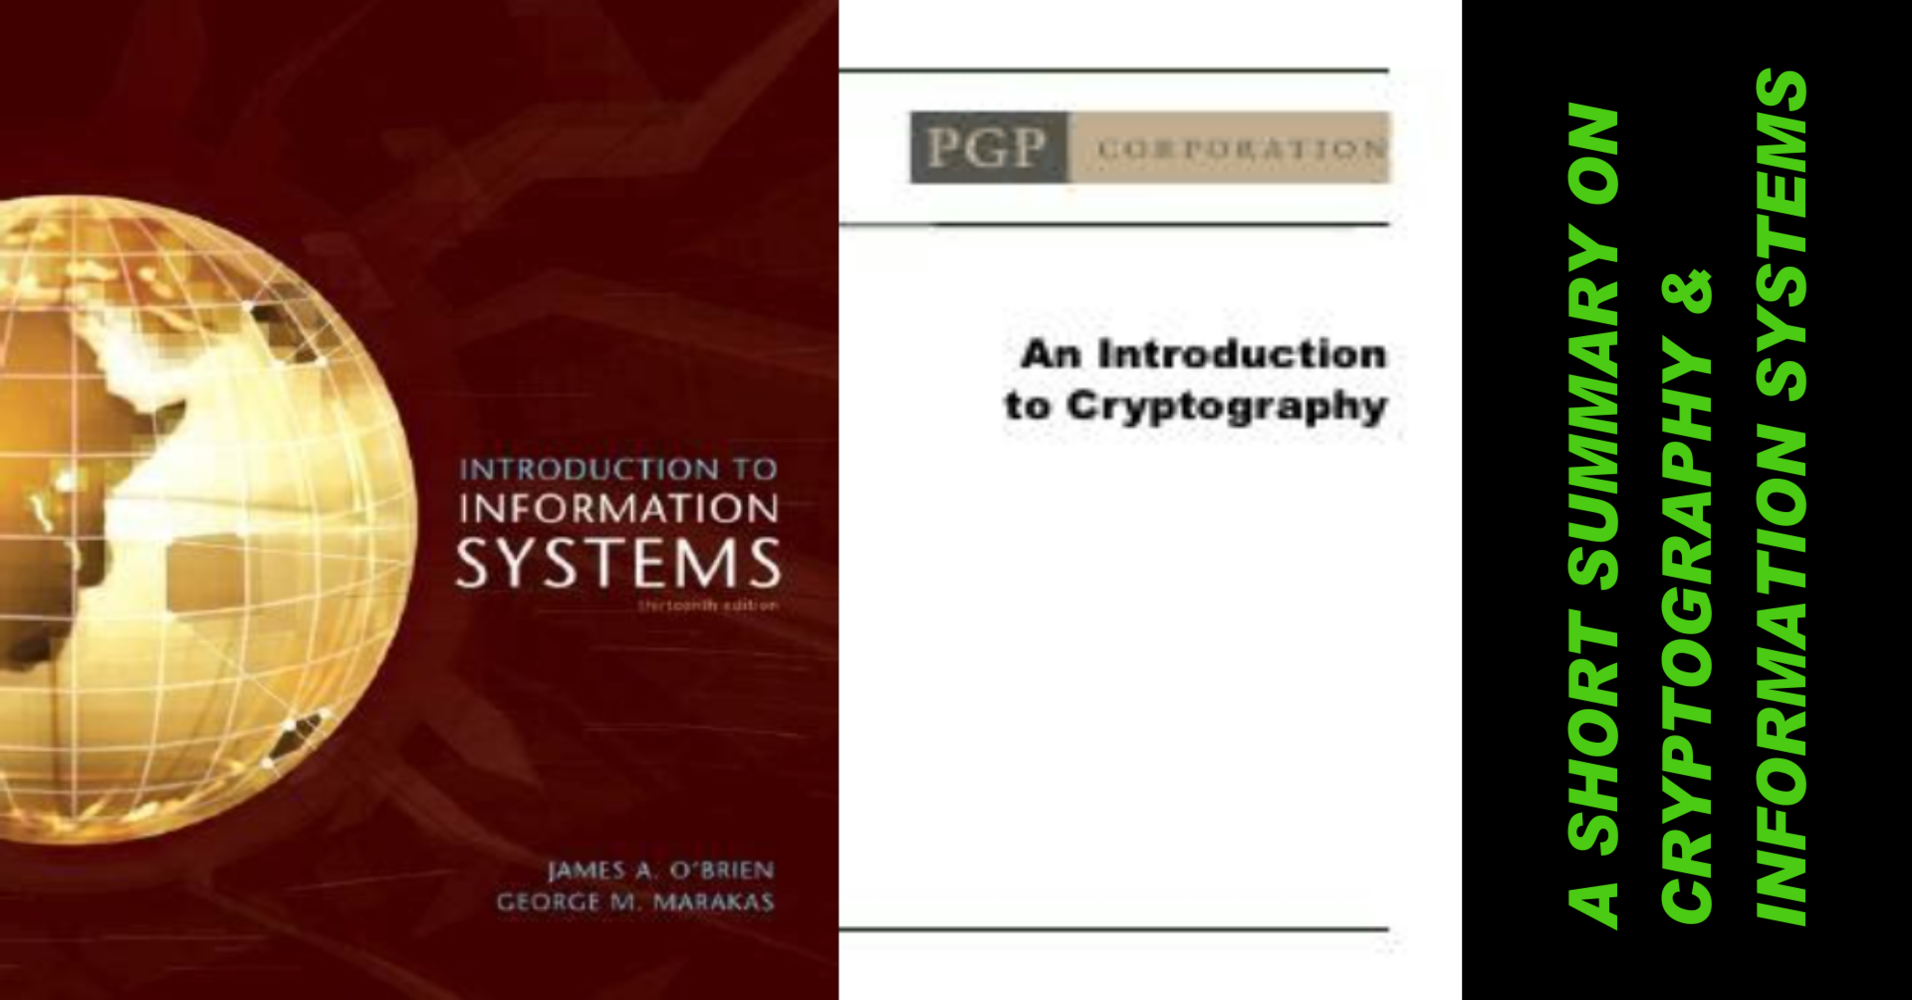 INTRODUCTION TO
INFORMATION
SYSTEMS
thirteenth edition
JAMES A. O'BRIEN
GEORGE M. MARAKAS
PGP CORPORATION
An Introduction
to Cryptography
A SHORT SUMMARY ON
CRYPTOGRAPHY &
INFORMATION SYSTEMS